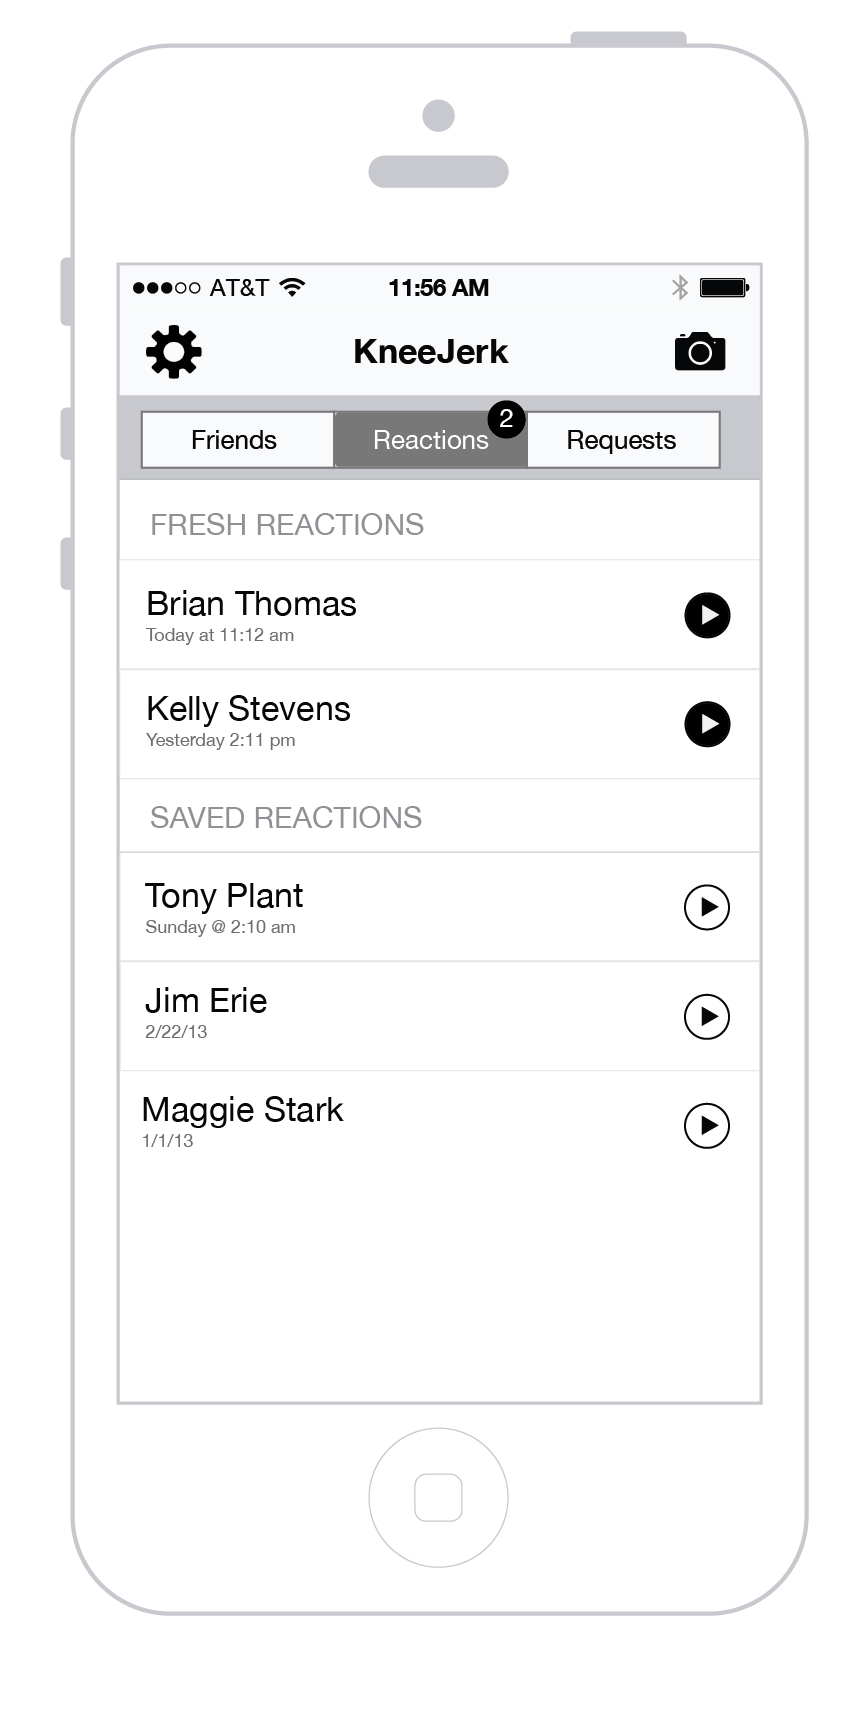 AT&T 11:56 AM
KneeJerk
Friends Reactions 2 Requests
FRESH REACTIONS
Brian Thomas
Today at 11:12 am
Kelly Stevens
Yesterday 2:11 pm
SAVED REACTIONS
Tony Plant
Sunday @ 2:10 am
Jim Erie
2/22/13
Maggie Stark
1/1/13